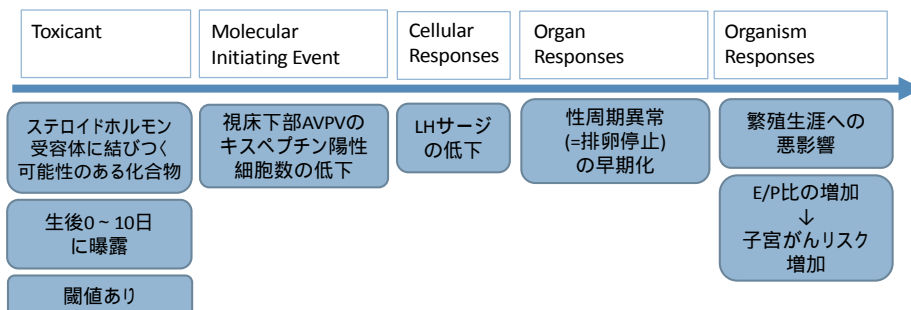 Toxicant
Molecular
Initiating Event
Cellular
Responses
Organ
Responses
Organism
Responses
ステロイドホルモン
受容体に結びつく
可能性のある化合物
生後0～10日
に曝露
閾値あり
視床下部AVPVの
キスペプチン陽性
細胞数の低下
LHサージ
の低下
性周期異常
(=排卵停止)
の早期化
繁殖生涯への
悪影響
E/P比の増加
↓
子宮がんリスク
増加